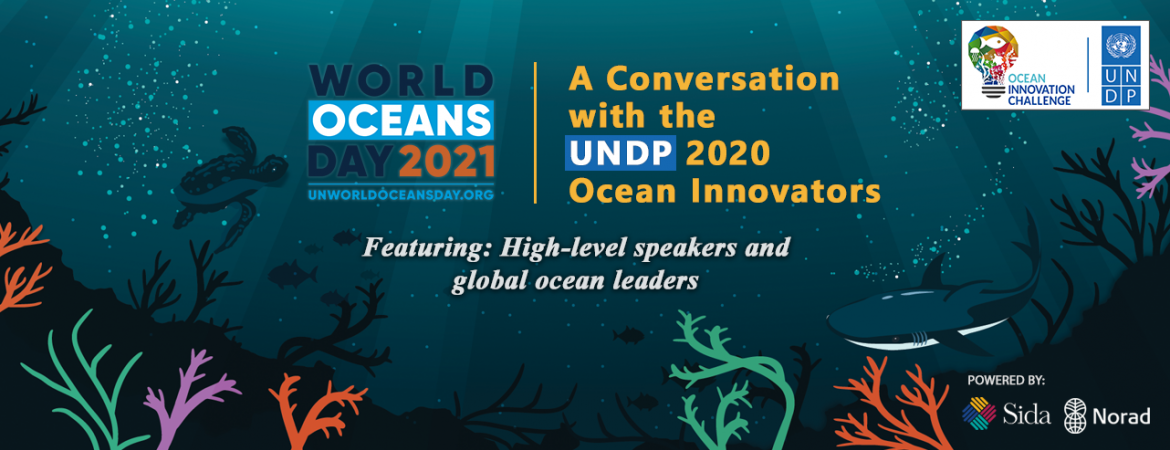 WORLD
OCEANS
DAY 2021
UNWORLDOCEANSDAY.ORG
A Conversation
with the
UNDP 2020
Ocean Innovators
Featuring: High-level speakers and
global ocean leaders
OCEAN
INNOVATION
CHALLENGE
U N
D P
POWERED BY:
Sida
Norad